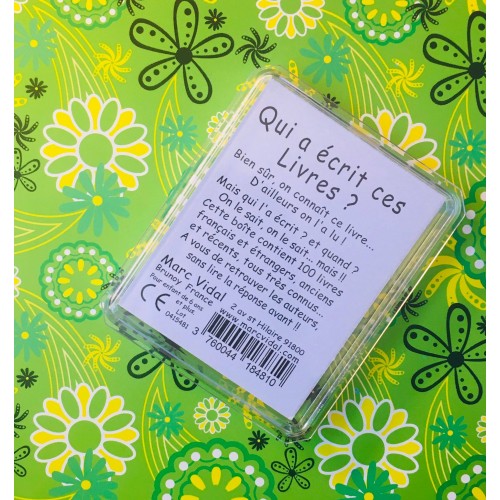 Qui a écrit ces
Livres ?
Bien sûr, on connaît ce livre...
D'ailleurs on l'a lu !
Mais qui l'a écrit ? et quand ?
On le sait, on le sait... mais !!
Cette boîte contient 100 livres
français et étrangers, anciens
et récents, tous très connus...
A vous de retrouver les auteurs,
sans lire la réponse avant !!
Marc Vidal
2 av st Hilaire 91800
Brunoy France
www.marcvidal.com
Pour enfant de 6 ans
et plus.
CE
Lot
0415481
3 760044 184810